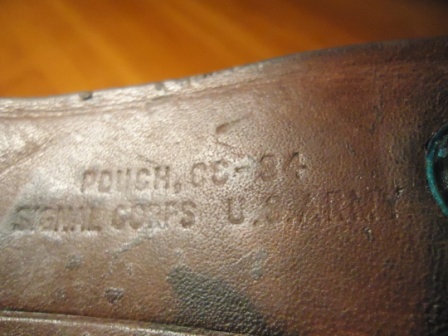 POUCH, CS-34
SIGNAL CORPS U.S. ARMY